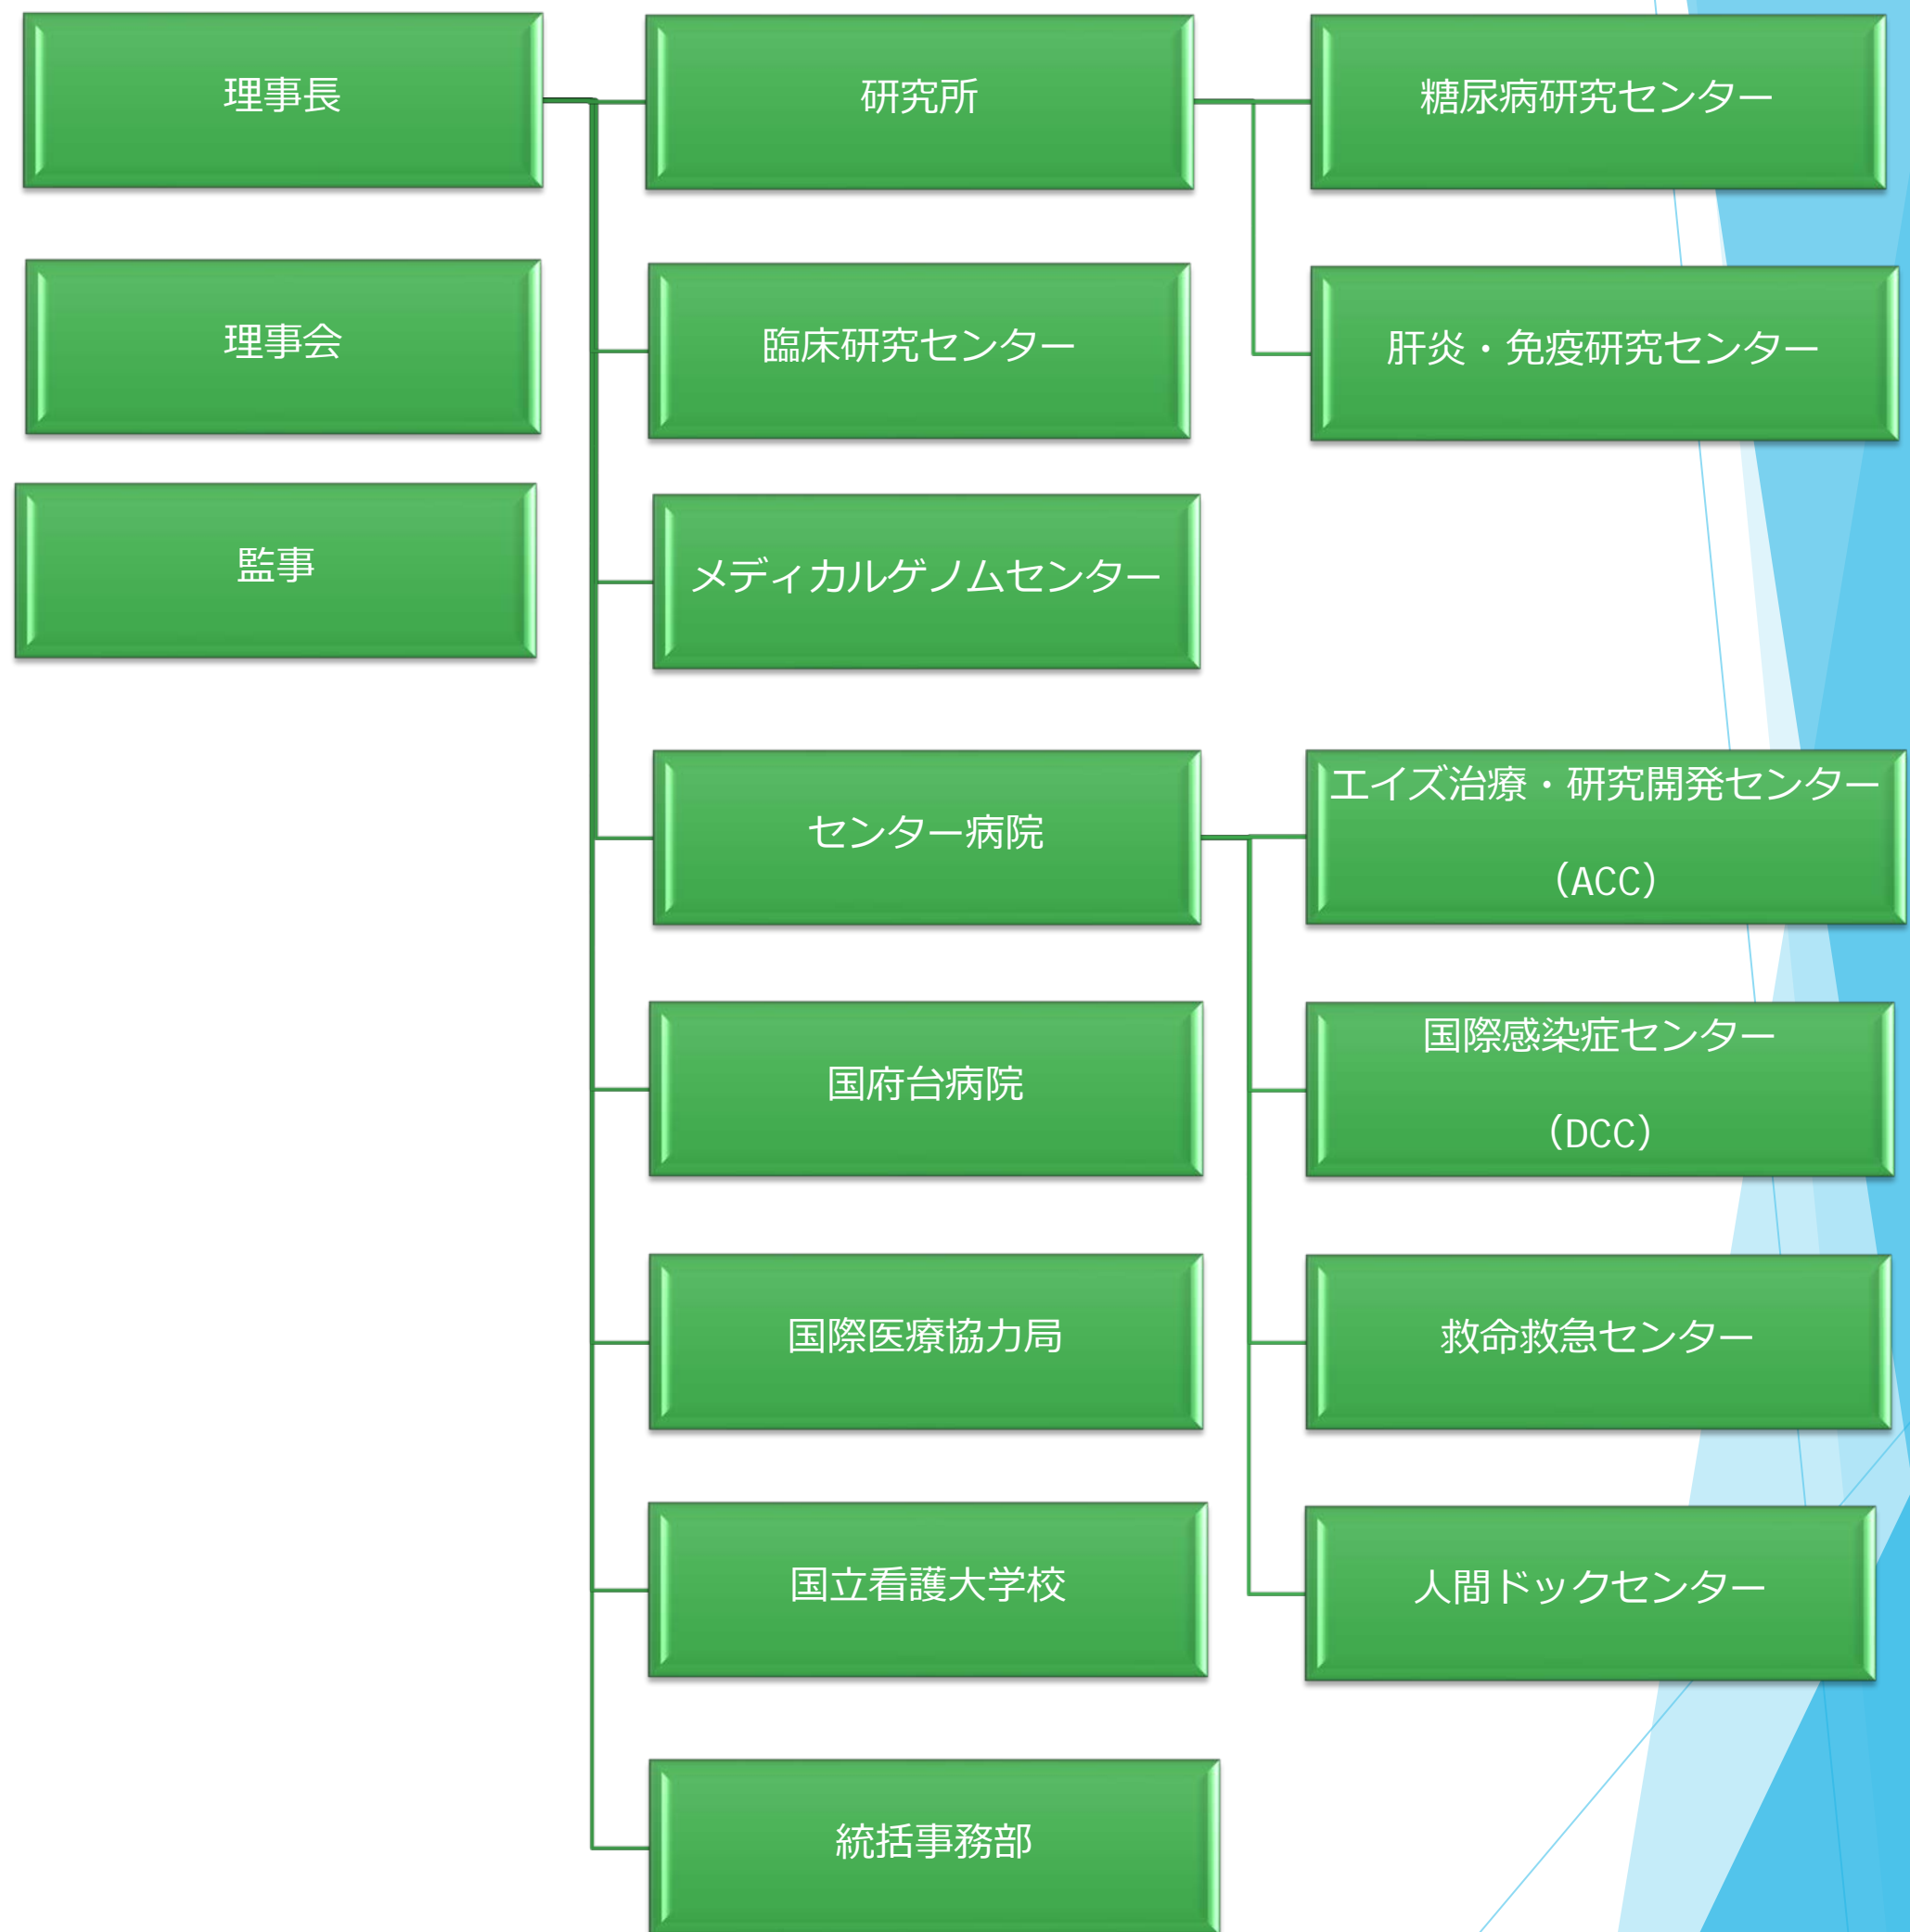 理事長
理事会
監事
研究所
臨床研究センター
メディカルゲノムセンター
センター病院
国府台病院
国際医療協力局
国立看護大学校
統括事務部
糖尿病研究センター
肝炎・免疫研究センター
エイズ治療・研究開発センター
(ACC)
国際感染症センター
(DCC)
救命救急センター
人間ドックセンター